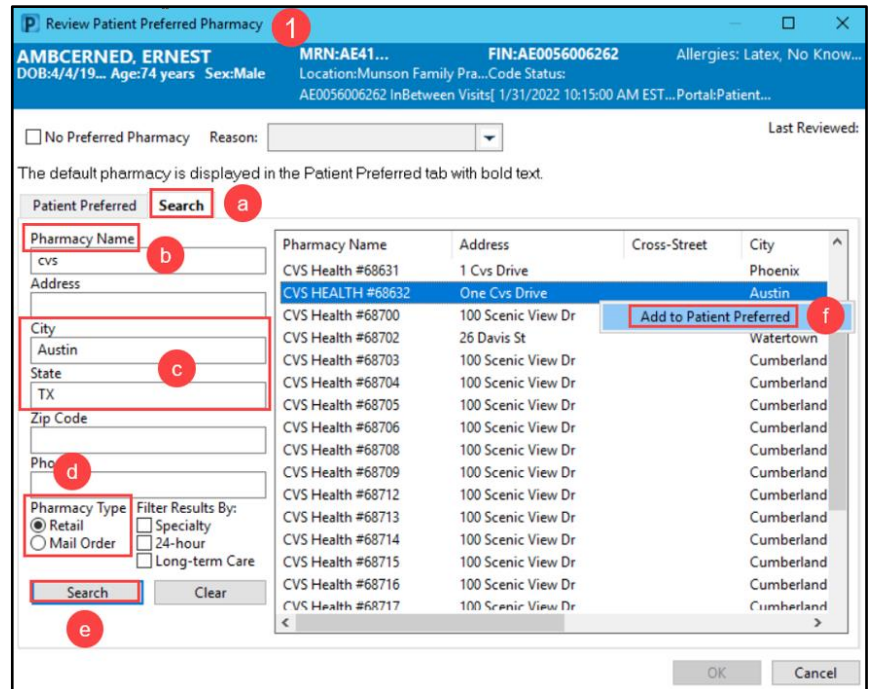 Review Patient Preferred Pharmacy 1
AMBCERNED, ERNEST MRN:AE41... FIN:AE0056006262 Allergies: Latex, No Know...
DOB:4/4/19... Age:74 years Sex:Male Location:Munson Family Pra...Code Status:
AE0056006262 InBetween Visits[ 1/31/2022 10:15:00 AM EST...Portal:Patient...
No Preferred Pharmacy Reason: Last Reviewed:
The default pharmacy is displayed in the Patient Preferred tab with bold text.
Patient Preferred Search a
Pharmacy Name b
cvs
Address
City
Austin
State c
TX
Zip Code
Pho
d
Pharmacy Type Filter Results By:
Retail Specialty
Mail Order 24-hour
Long-term Care
Search Clear
e
Pharmacy Name Address Cross-Street City
CVS Health #68631 1 Cvs Drive Phoenix
CVS HEALTH #68632 One Cvs Drive Austin
CVS Health #68700 100 Scenic View Dr Add to Patient Preferred f
CVS Health #68702 26 Davis St Watertown
CVS Health #68703 100 Scenic View Dr Cumberland
CVS Health #68704 100 Scenic View Dr Cumberland
CVS Health #68705 100 Scenic View Dr Cumberland
CVS Health #68706 100 Scenic View Dr Cumberland
CVS Health #68708 100 Scenic View Dr Cumberland
CVS Health #68709 100 Scenic View Dr Cumberland
CVS Health #68712 100 Scenic View Dr Cumberland
CVS Health #68713 100 Scenic View Dr Cumberland
CVS Health #68714 100 Scenic View Dr Cumberland
CVS Health #68715 100 Scenic View Dr Cumberland
CVS Health #68716 100 Scenic View Dr Cumberland
CVS Health #68717 100 Scenic View Dr Cumberland
OK Cancel